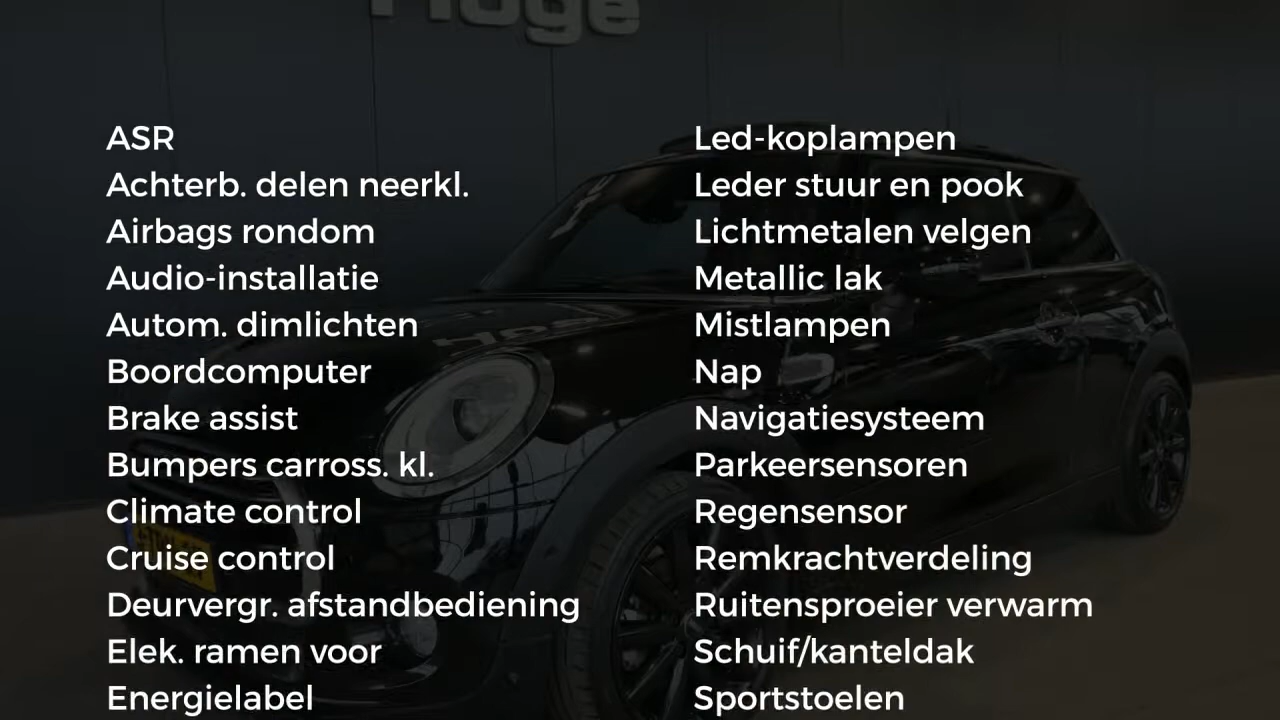 ASR
Achterb. delen neerkl.
Airbags rondom
Audio-installatie
Autom. dimlichten
Boordcomputer
Brake assist
Bumpers carross. kl.
Climate control
Cruise control
Deurvergr. afstandbediening
Elek. ramen voor
Energielabel
Led-koplampen
Leder stuur en pook
Lichtmetalen velgen
Metallic lak
Mistlampen
Nap
Navigatiesysteem
Parkeersensoren
Regensensor
Remkrachtverdeling
Ruitensproeier verwarm
Schuif/kanteldak
Sportstoelen